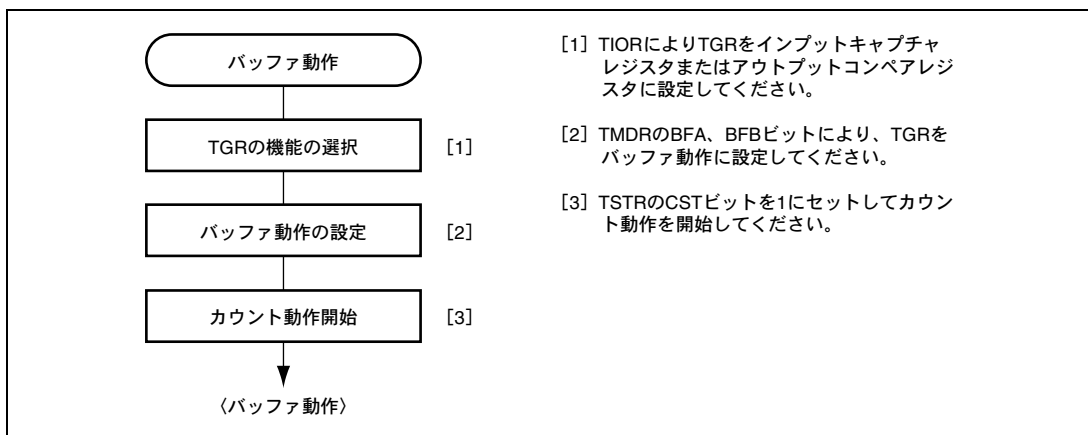 バッファ動作
TGRの機能の選択 [1]
バッファ動作の設定 [2]
カウント動作開始 [3]
〈バッファ動作〉
[1] TIORによりTGRをインプットキャプチャ
レジスタまたはアウトプットコンペアレジ
スタに設定してください。
[2] TMDRのBFA、BFBビットにより、TGRを
バッファ動作に設定してください。
[3] TSTRのCSTビットを1にセットしてカウン
ト動作を開始してください。